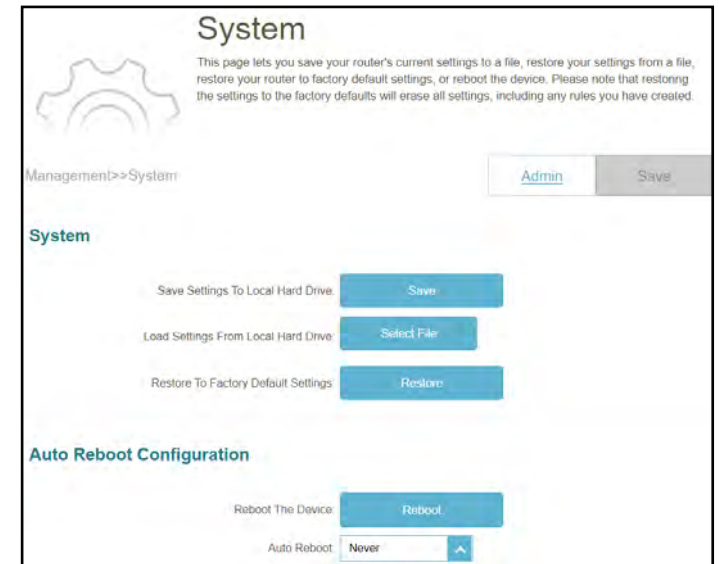 System
This page lets you save your router's current settings to a file, restore your settings from a file,
restore your router to factory default settings, or reboot the device. Please note that restoring
the settings to the factory defaults will erase all settings, including any rules you have created.
Management>>System
Admin
Save
System
Save Settings To Local Hard Drive:
Save
Load Settings From Local Hard Drive:
Select File
Restore To Factory Default Settings:
Restore
Auto Reboot Configuration
Reboot The Device:
Reboot
Auto Reboot:
Never